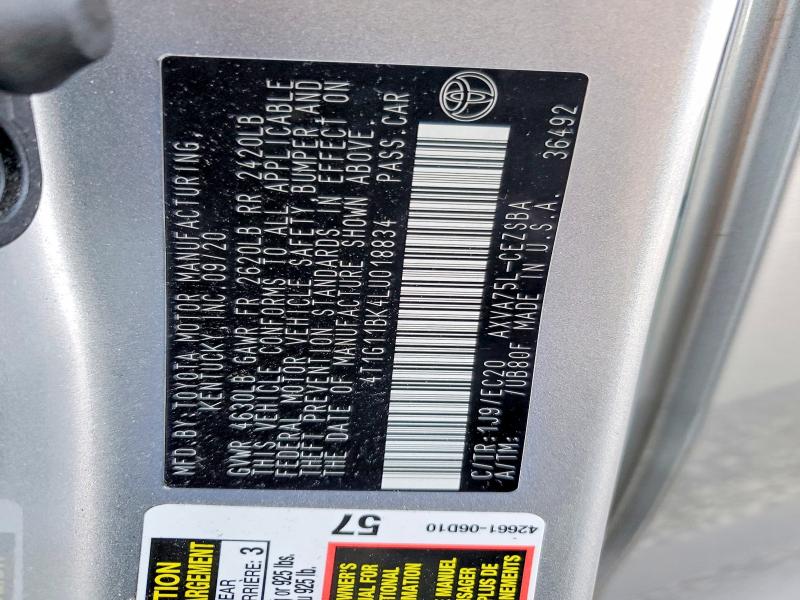 MFD BY:TOYOTA MOTOR MANUFACTURING,
KENTUCKY, INC 09/20
GVWR 4630LB GAWR FR 2620LB RR 2420LB
THIS VEHICLE CONFORMS TO ALL APPLICABLE
FEDERAL MOTOR VEHICLE SAFETY, BUMPER, AND
THEFT PREVENTION STANDARDS IN EFFECT ON
THE DATE OF MANUFACTURE SHOWN ABOVE.
4T1G11BK4LU018834 PASS.CAR
C/TR:1J9/EC20 AXVA75L-CEZSBA
A/TM: /UB80F MADE IN U.S.A. 36492
57
42661-06D10